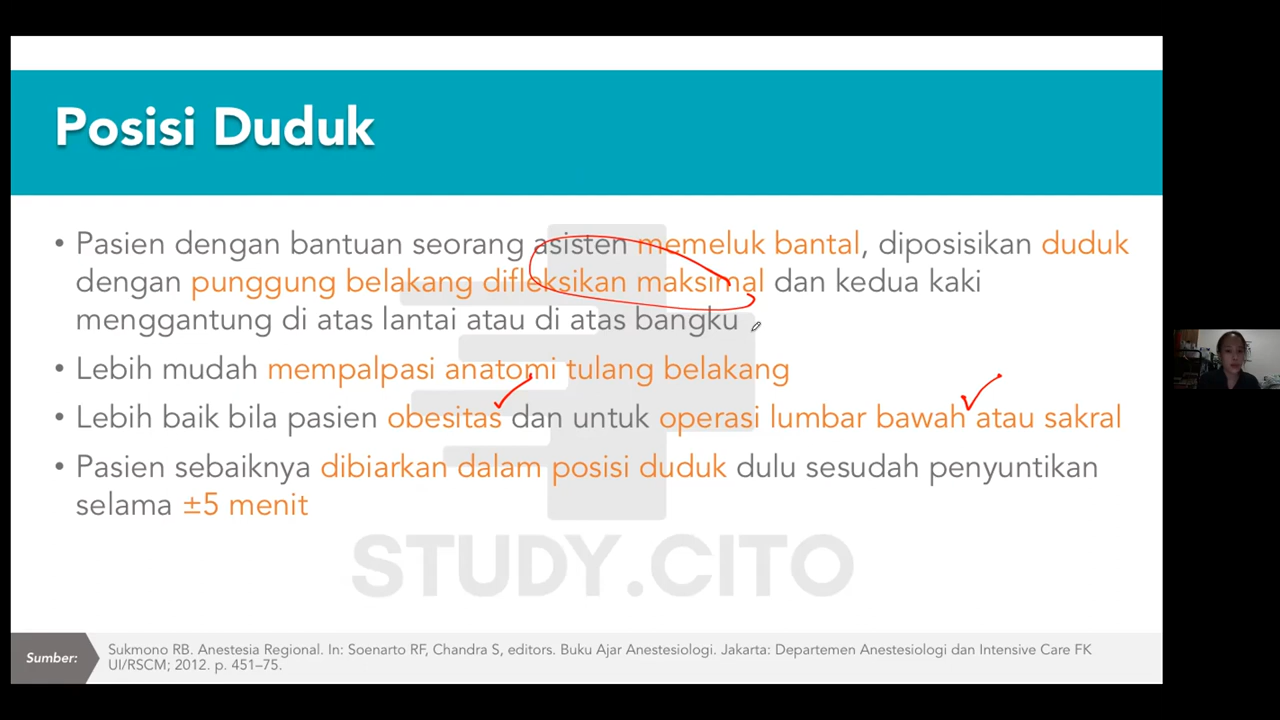 Posisi Duduk
• Pasien dengan bantuan seorang asisten memeluk bantal, diposisikan duduk
dengan punggung belakang difleksikan maksimal dan kedua kaki
menggantung di atas lantai atau di atas bangku
• Lebih mudah mempalpasi anatomi tulang belakang
• Lebih baik bila pasien obesitas dan untuk operasi lumbar bawah atau sakral
• Pasien sebaiknya dibiarkan dalam posisi duduk dulu sesudah penyuntikan
selama ±5 menit
STUDY.CITO
Sumber:
Sukmono RB. Anestesia Regional. In: Soenarto RF, Chandra S, editors. Buku Ajar Anestesiologi. Jakarta: Departemen Anestesiologi dan Intensive Care FK
UI/RSCM; 2012. p. 451–75.